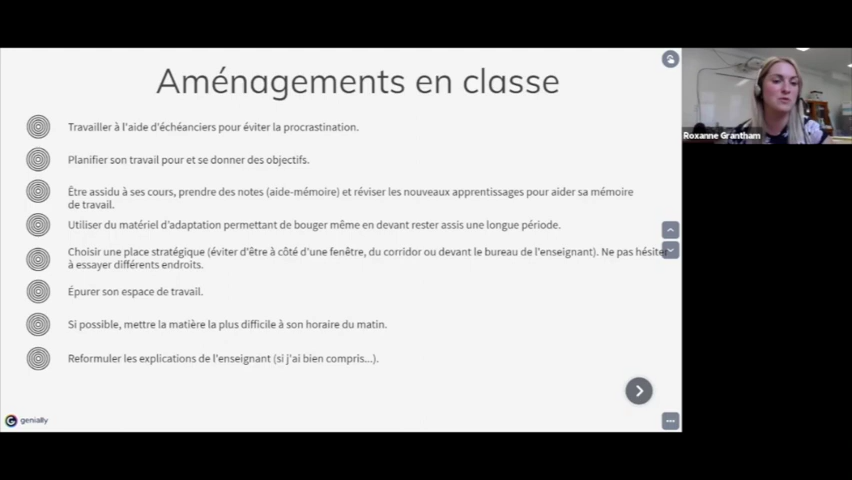 Aménagements en classe
Travailler à l'aide d'échéanciers pour éviter la procrastination.
Planifier son travail pour et se donner des objectifs.
Être assidu à ses cours, prendre des notes (aide-mémoire) et réviser les nouveaux apprentissages pour aider sa mémoire
de travail.
Utiliser du matériel d'adaptation permettant de bouger même en devant rester assis une longue période.
Choisir une place stratégique (éviter d'être à côté d'une fenêtre, du corridor ou devant le bureau de l'enseignant). Ne pas hésiter
à essayer différents endroits.
Épurer son espace de travail.
Si possible, mettre la matière la plus difficile à son horaire du matin.
Reformuler les explications de l'enseignant (si j'ai bien compris...).
genially
Roxanne Grantham